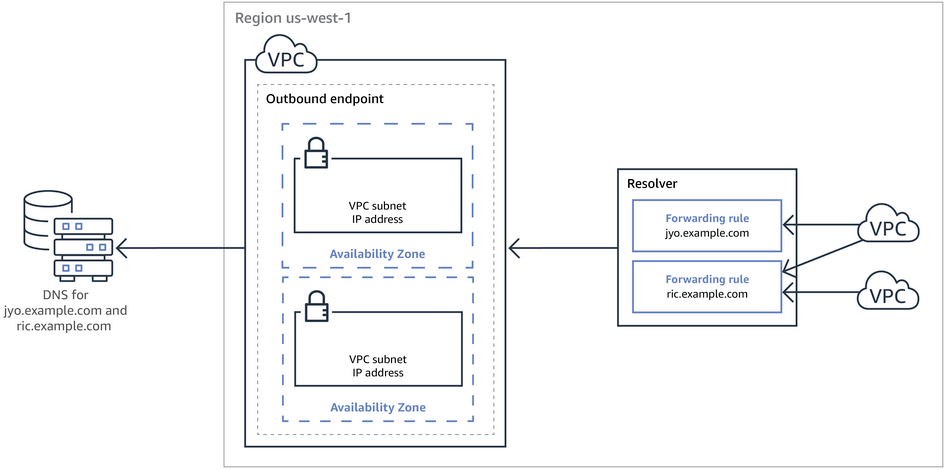 Region us-west-1
VPC
Outbound endpoint
VPC subnet
IP address
Availability Zone
VPC subnet
IP address
Availability Zone
Resolver
Forwarding rule
jyo.example.com
Forwarding rule
ric.example.com
VPC
VPC
DNS for
jyo.example.com and
ric.example.com